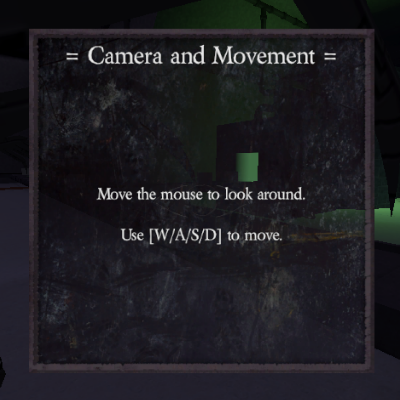 = Camera and Movement =
Move the mouse to look around.
Use [W/A/S/D] to move.